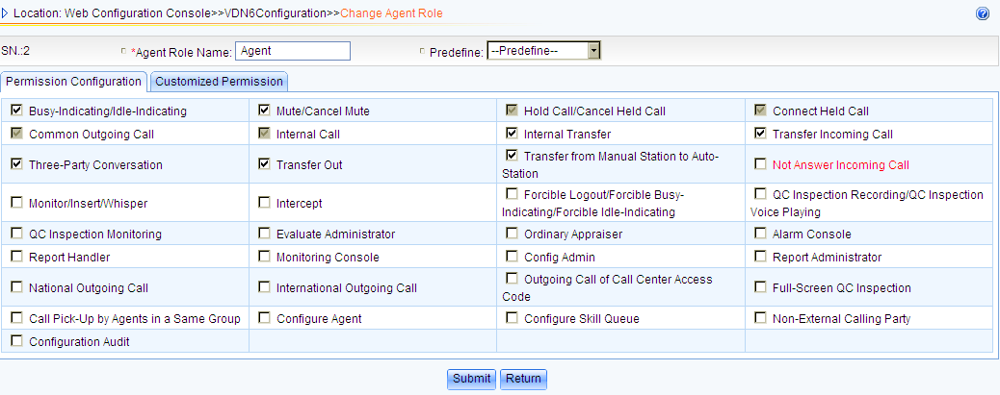 Location: Web Configuration Console>>VDN6Configuration>>Change Agent Role
SN.:2 *Agent Role Name: Agent Predefine: --Predefine--
Permission Configuration Customized Permission
Busy-Indicating/Idle-Indicating Mute/Cancel Mute Hold Call/Cancel Held Call Connect Held Call
Common Outgoing Call Internal Call Internal Transfer Transfer Incoming Call
Three-Party Conversation Transfer Out Transfer from Manual Station to Auto-
Station Not Answer Incoming Call
Monitor/Insert/Whisper Intercept Forcible Logout/Forcible Busy-
Indicating/Forcible Idle-Indicating QC Inspection Recording/QC Inspection
Voice Playing
QC Inspection Monitoring Evaluate Administrator Ordinary Appraiser Alarm Console
Report Handler Monitoring Console Config Admin Report Administrator
National Outgoing Call International Outgoing Call Outgoing Call of Call Center Access
Code Full-Screen QC Inspection
Call Pick-Up by Agents in a Same Group Configure Agent Configure Skill Queue Non-External Calling Party
Configuration Audit
Submit Return